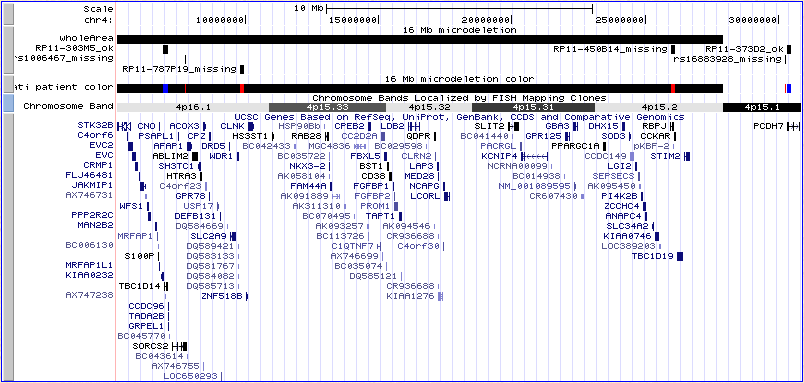 Scale 10 Mb
chr4: 10000000 15000000 20000000 25000000 30000000
16 Mb microdeletion
wholeArea
RP11-303M5_ok RP11-450B14_missing RP11-373D2_ok
rs1006467_missing rs16883928_missing
RP11-787P19_missing
16 Mb microdeletion color
ati patient color
Chromosome Bands Localized by FISH Mapping Clones
Chromosome Band 4p16.1 4p15.33 4p15.32 4p15.31 4p15.2 4p15.1
UCSC Genes Based on RefSeq, UniProt, GenBank, CCDS and Comparative Genomics
STK32B CNO ACOX3 CLNK HSP90Bb CPEB2 LDB2 SLIT2 GBA3 DHX15 RBPJ PCDH7
C4orf6 PSAPL1 CPZ HS3ST1 RAB28 CC2D2A QDPR BC041440 GPR125 SOD3 CCKAR
EVC2 AFAP1 DRD5 BC042433 MGC4836 BC029598 PACRGL PPARGC1A pKBF-2
EVC ABLIM2 WDR1 BC035722 FBXL5 CLRN2 KCNIP4 CCDC149 STIM2
CRMP1 SH3TC1 NKX3-2 BST1 LAP3 NCRNA00099 LGI2
FLJ46481 HTRA3 AK058104 CD38 MED28 BC014938 SEPSECS
JAKMIP1 C4orf23 FAM44A FGFBP1 NCAPG NM_001089595 AK095450
AX746731 GPR78 AK091889 FGFBP2 LCORL CR607430 PI4K2B
WFS1 USP17 AK311310 PROM1 ZCCHC4
PPP2R2C DEFB131 BC070495 TAPT1 ANAPC4
MAN2B2 DQ584669 AK093257 AK094546 SLC34A2
MRFAP1 SLC2A9 BC113726 CR936688 KIAA0746
BC006130 DQ589421 C1QTNF7 C4orf30 LOC389203
S100P DQ583133 AX746699 TBC1D19
MRFAP1L1 DQ581767 BC035074
KIAA0232 DQ584082 DQ585121
TBC1D14 DQ585713 CR936688
AX747238 ZNF518B KIAA1276
CCDC96
TADA2B
GRPEL1
BC045770
SORCS2
BC043614
AX746755
LOC650293